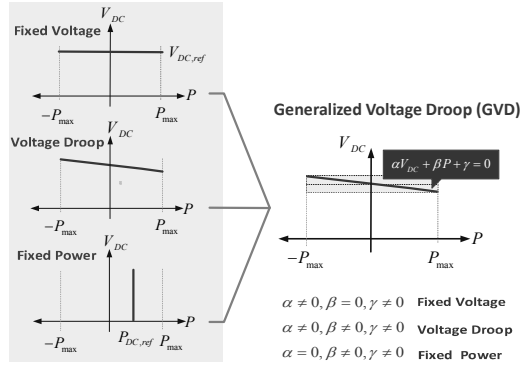 Fixed Voltage
V_DC
V_DC,ref
P
−P_max
P_max
Voltage Droop
V_DC
P
−P_max
P_max
Fixed Power
V_DC
P
−P_max
P_DC,ref
P_max
Generalized Voltage Droop (GVD)
V_DC
αV_DC + βP + γ = 0
P
−P_max
P_max
α ≠ 0, β = 0, γ ≠ 0 Fixed Voltage
α ≠ 0, β ≠ 0, γ ≠ 0 Voltage Droop
α = 0, β ≠ 0, γ ≠ 0 Fixed Power